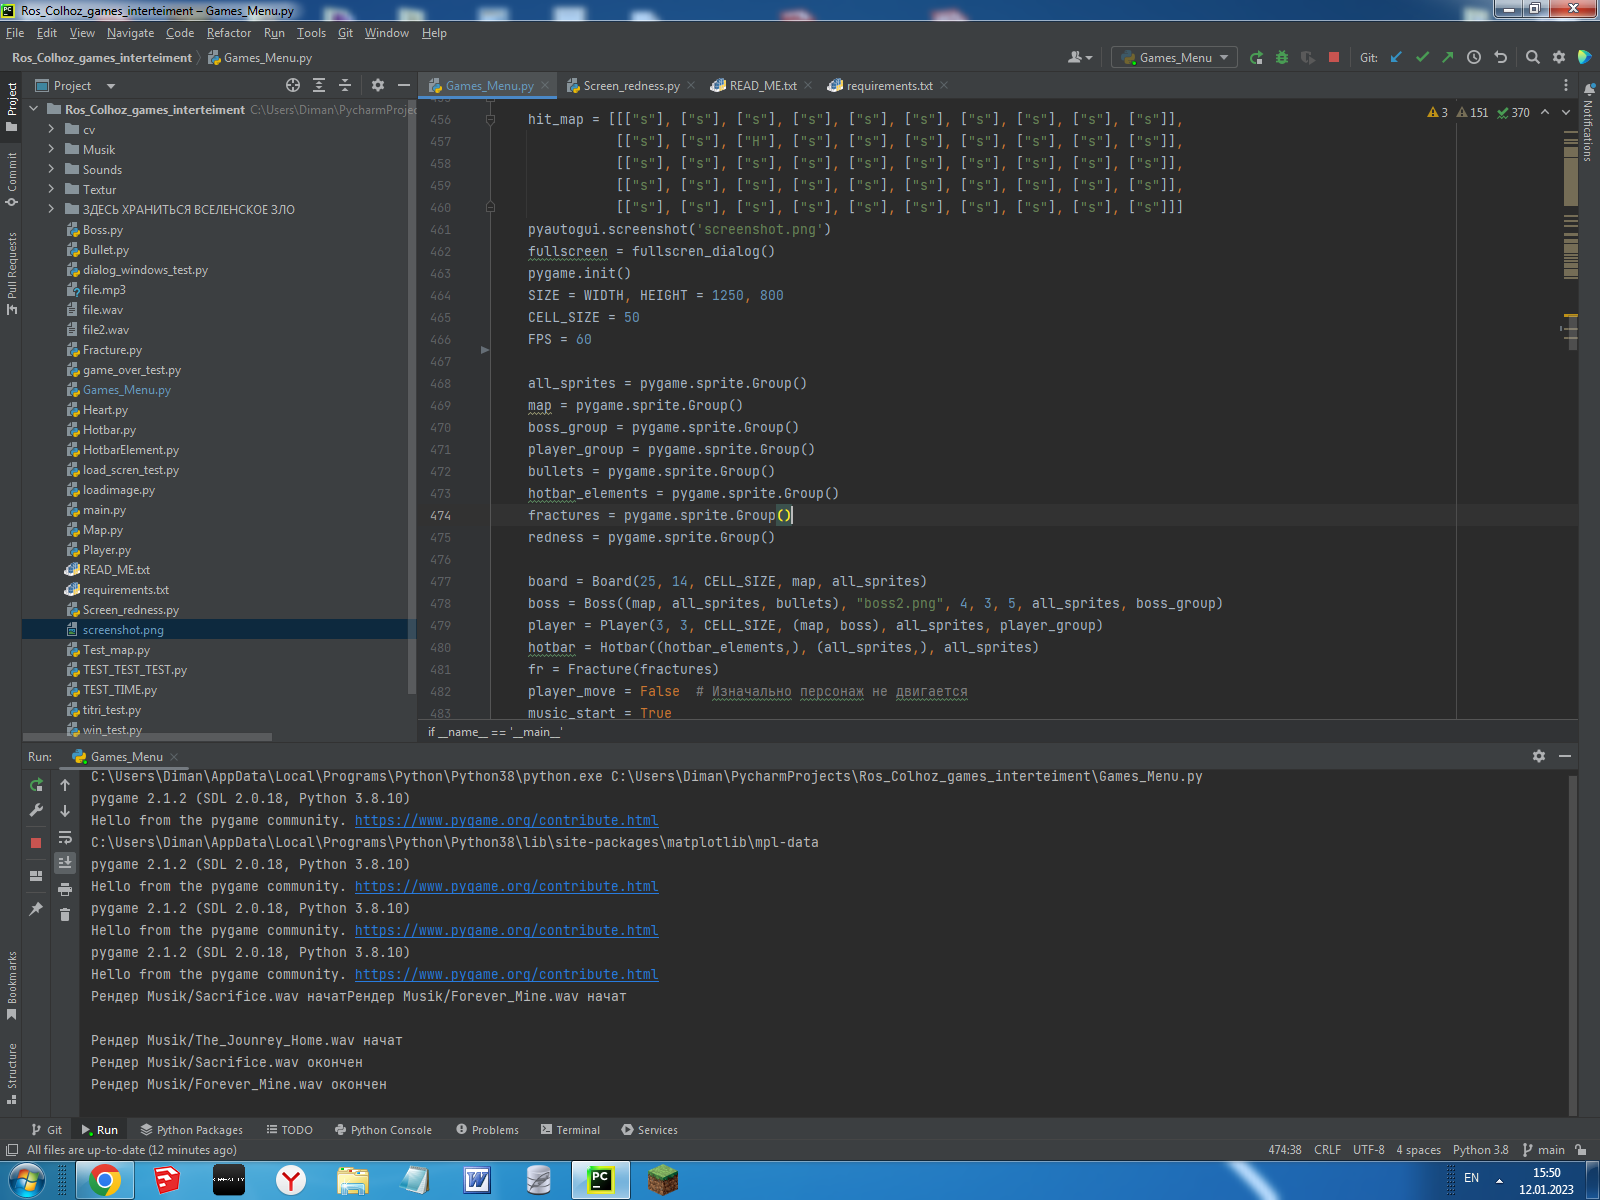 Ros_Colhoz_games_interteiment – Games_Menu.py
File Edit View Navigate Code Refactor Run Tools Git Window Help
Ros_Colhoz_games_interteiment Games_Menu.py
Games_Menu Git:
Project
Games_Menu.py Screen_redness.py READ_ME.txt requirements.txt
Project
Commit
Pull Requests
Bookmarks
Structure
Notifications
Ros_Colhoz_games_interteiment C:\Users\Diman\PycharmProjec
cv
Musik
Sounds
Textur
ЗДЕСЬ ХРАНИТЬСЯ ВСЕЛЕНСКОЕ ЗЛО
Boss.py
Bullet.py
dialog_windows_test.py
file.mp3
file.wav
file2.wav
Fracture.py
game_over_test.py
Games_Menu.py
Heart.py
Hotbar.py
HotbarElement.py
load_scren_test.py
loadimage.py
main.py
Map.py
Player.py
READ_ME.txt
requirements.txt
Screen_redness.py
screenshot.png
Test_map.py
TEST_TEST_TEST.py
TEST_TIME.py
titri_test.py
win_test.py
3 151 370
456 hit_map = [[["s"], ["s"], ["s"], ["s"], ["s"], ["s"], ["s"], ["s"], ["s"], ["s"]],
457 [["s"], ["s"], ["H"], ["s"], ["s"], ["s"], ["s"], ["s"], ["s"], ["s"]],
458 [["s"], ["s"], ["s"], ["s"], ["s"], ["s"], ["s"], ["s"], ["s"], ["s"]],
459 [["s"], ["s"], ["s"], ["s"], ["s"], ["s"], ["s"], ["s"], ["s"], ["s"]],
460 [["s"], ["s"], ["s"], ["s"], ["s"], ["s"], ["s"], ["s"], ["s"], ["s"]]]
461 pyautogui.screenshot('screenshot.png')
462 fullscreen = fullscren_dialog()
463 pygame.init()
464 SIZE = WIDTH, HEIGHT = 1250, 800
465 CELL_SIZE = 50
466 FPS = 60
467
468 all_sprites = pygame.sprite.Group()
469 map = pygame.sprite.Group()
470 boss_group = pygame.sprite.Group()
471 player_group = pygame.sprite.Group()
472 bullets = pygame.sprite.Group()
473 hotbar_elements = pygame.sprite.Group()
474 fractures = pygame.sprite.Group()
475 redness = pygame.sprite.Group()
476
477 board = Board(25, 14, CELL_SIZE, map, all_sprites)
478 boss = Boss((map, all_sprites, bullets), "boss2.png", 4, 3, 5, all_sprites, boss_group)
479 player = Player(3, 3, CELL_SIZE, (map, boss), all_sprites, player_group)
480 hotbar = Hotbar((hotbar_elements,), (all_sprites,), all_sprites)
481 fr = Fracture(fractures)
482 player_move = False # Изначально персонаж не двигается
483 music_start = True
if __name__ == '__main__'
Run: Games_Menu
C:\Users\Diman\AppData\Local\Programs\Python\Python38\python.exe C:\Users\Diman\PycharmProjects\Ros_Colhoz_games_interteiment\Games_Menu.py
pygame 2.1.2 (SDL 2.0.18, Python 3.8.10)
Hello from the pygame community. https://www.pygame.org/contribute.html
C:\Users\Diman\AppData\Local\Programs\Python\Python38\lib\site-packages\matplotlib\mpl-data
pygame 2.1.2 (SDL 2.0.18, Python 3.8.10)
Hello from the pygame community. https://www.pygame.org/contribute.html
pygame 2.1.2 (SDL 2.0.18, Python 3.8.10)
Hello from the pygame community. https://www.pygame.org/contribute.html
pygame 2.1.2 (SDL 2.0.18, Python 3.8.10)
Hello from the pygame community. https://www.pygame.org/contribute.html
Рендер Musik/Sacrifice.wav начатРендер Musik/Forever_Mine.wav начат
Рендер Musik/The_Jounrey_Home.wav начат
Рендер Musik/Sacrifice.wav окончен
Рендер Musik/Forever_Mine.wav окончен
Git Run Python Packages TODO Python Console Problems Terminal Services
All files are up-to-date (12 minutes ago) 474:38 CRLF UTF-8 4 spaces Python 3.8 main
EN 15:50
12.01.2023